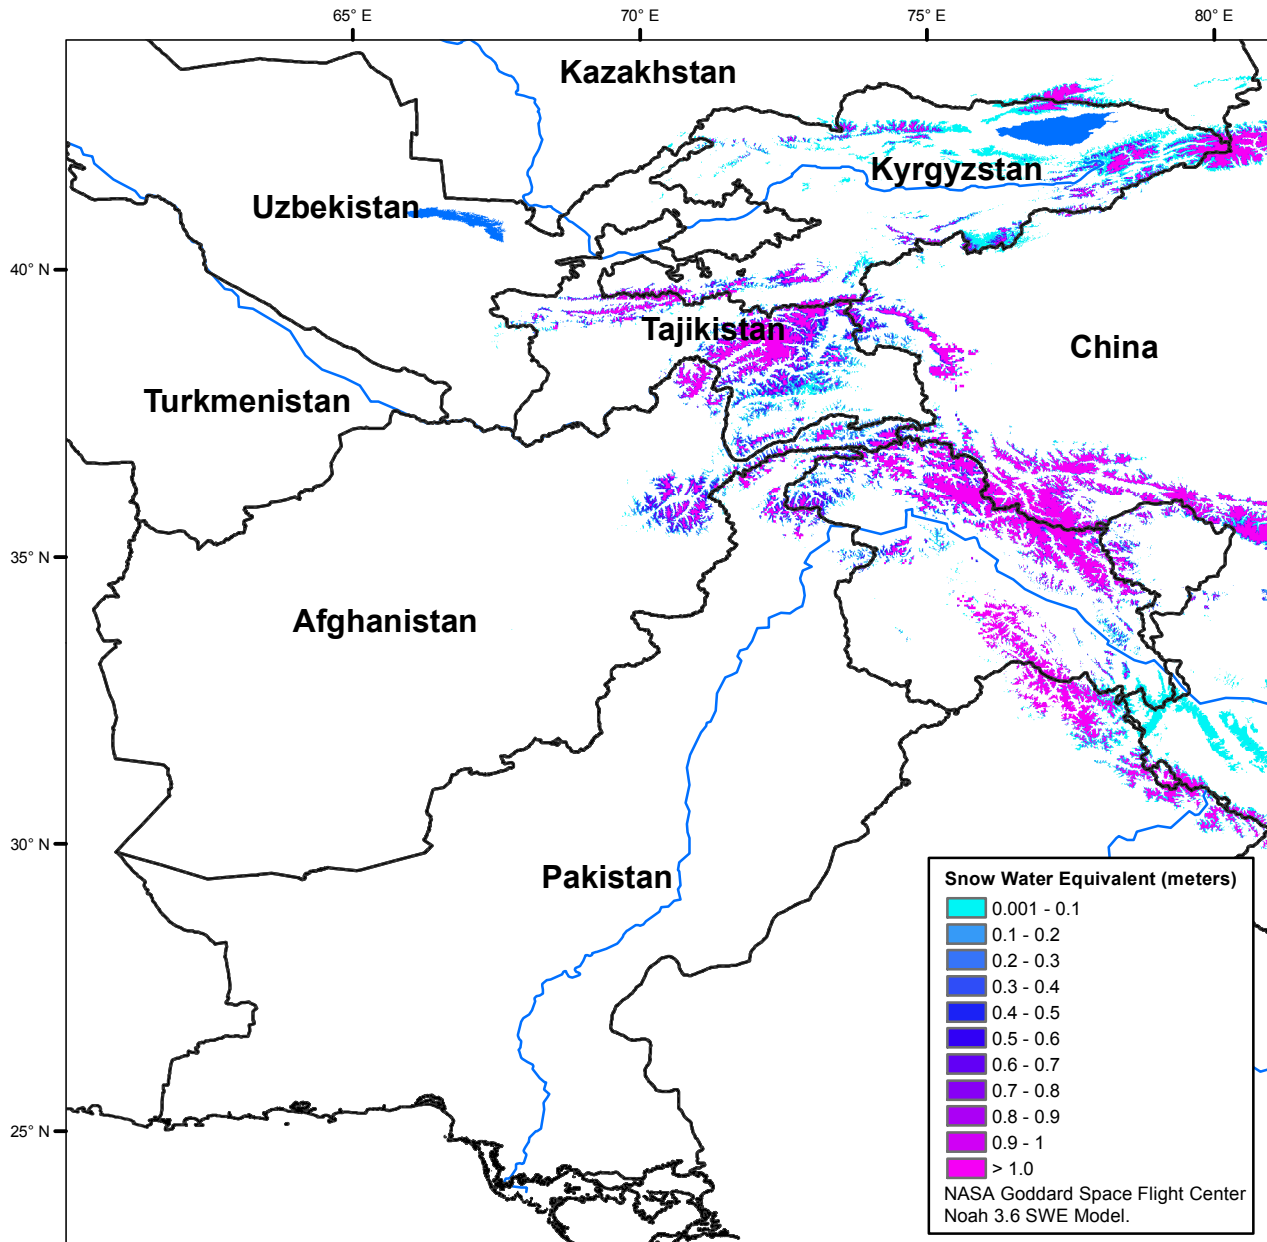 65° E
70° E
75° E
80° E
Kazakhstan
Kyrgyzstan
Uzbekistan
40° N
Tajikistan
China
Turkmenistan
35° N
Afghanistan
30° N
Pakistan
25° N
Snow Water Equivalent (meters)
0.001 - 0.1
0.1 - 0.2
0.2 - 0.3
0.3 - 0.4
0.4 - 0.5
0.5 - 0.6
0.6 - 0.7
0.7 - 0.8
0.8 - 0.9
0.9 - 1
> 1.0
NASA Goddard Space Flight Center
Noah 3.6 SWE Model.